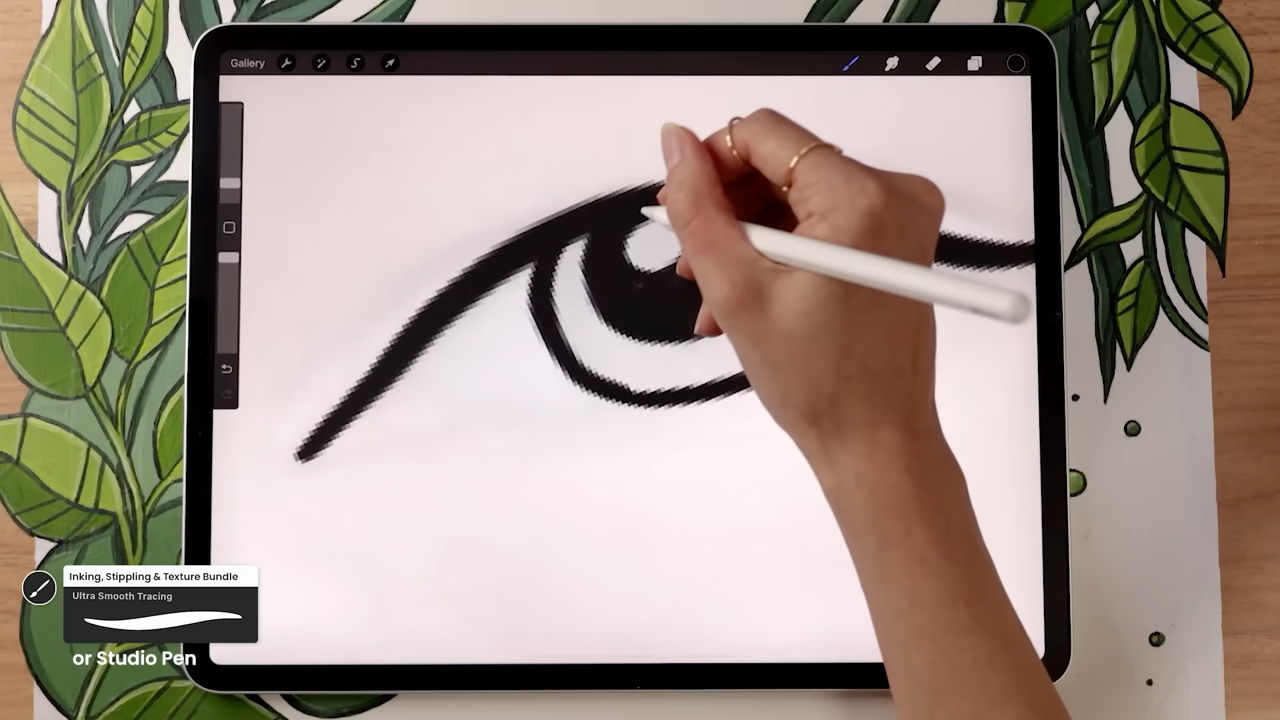 Gallery
Inking, Stippling & Texture Bundle
Ultra Smooth Tracing
or Studio Pen